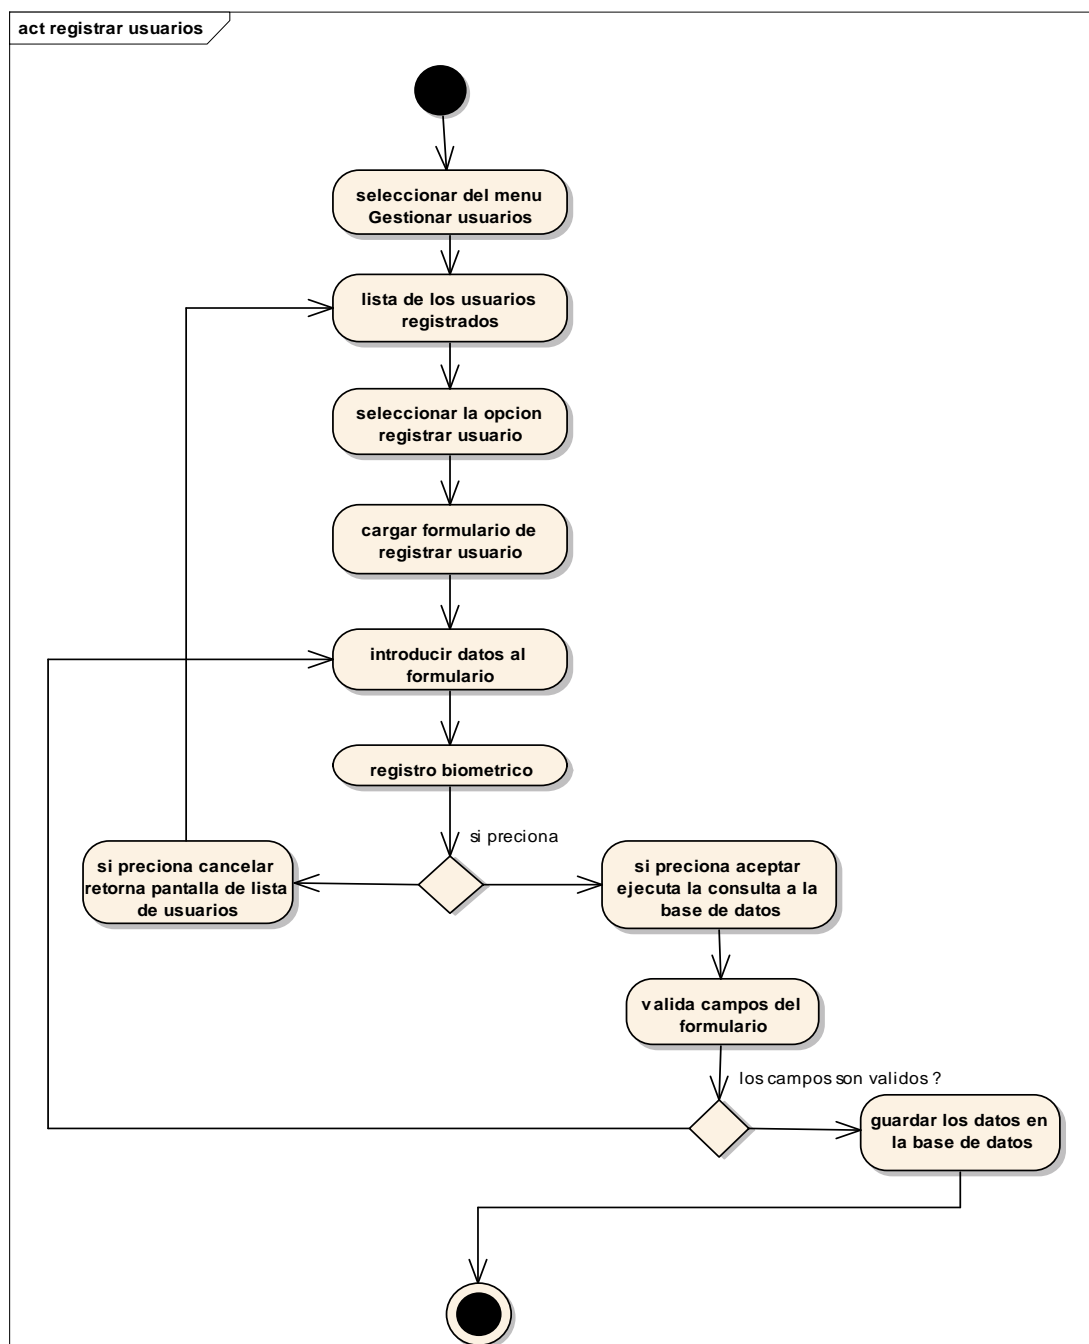 act registrar usuarios
seleccionar del menu
Gestionar usuarios
lista de los usuarios
registrados
seleccionar la opcion
registrar usuario
cargar formulario de
registrar usuario
introducir datos al
formulario
registro biometrico
si preciona
si preciona cancelar
retorna pantalla de lista
de usuarios
si preciona aceptar
ejecuta la consulta a la
base de datos
valida campos del
formulario
los campos son validos ?
guardar los datos en
la base de datos